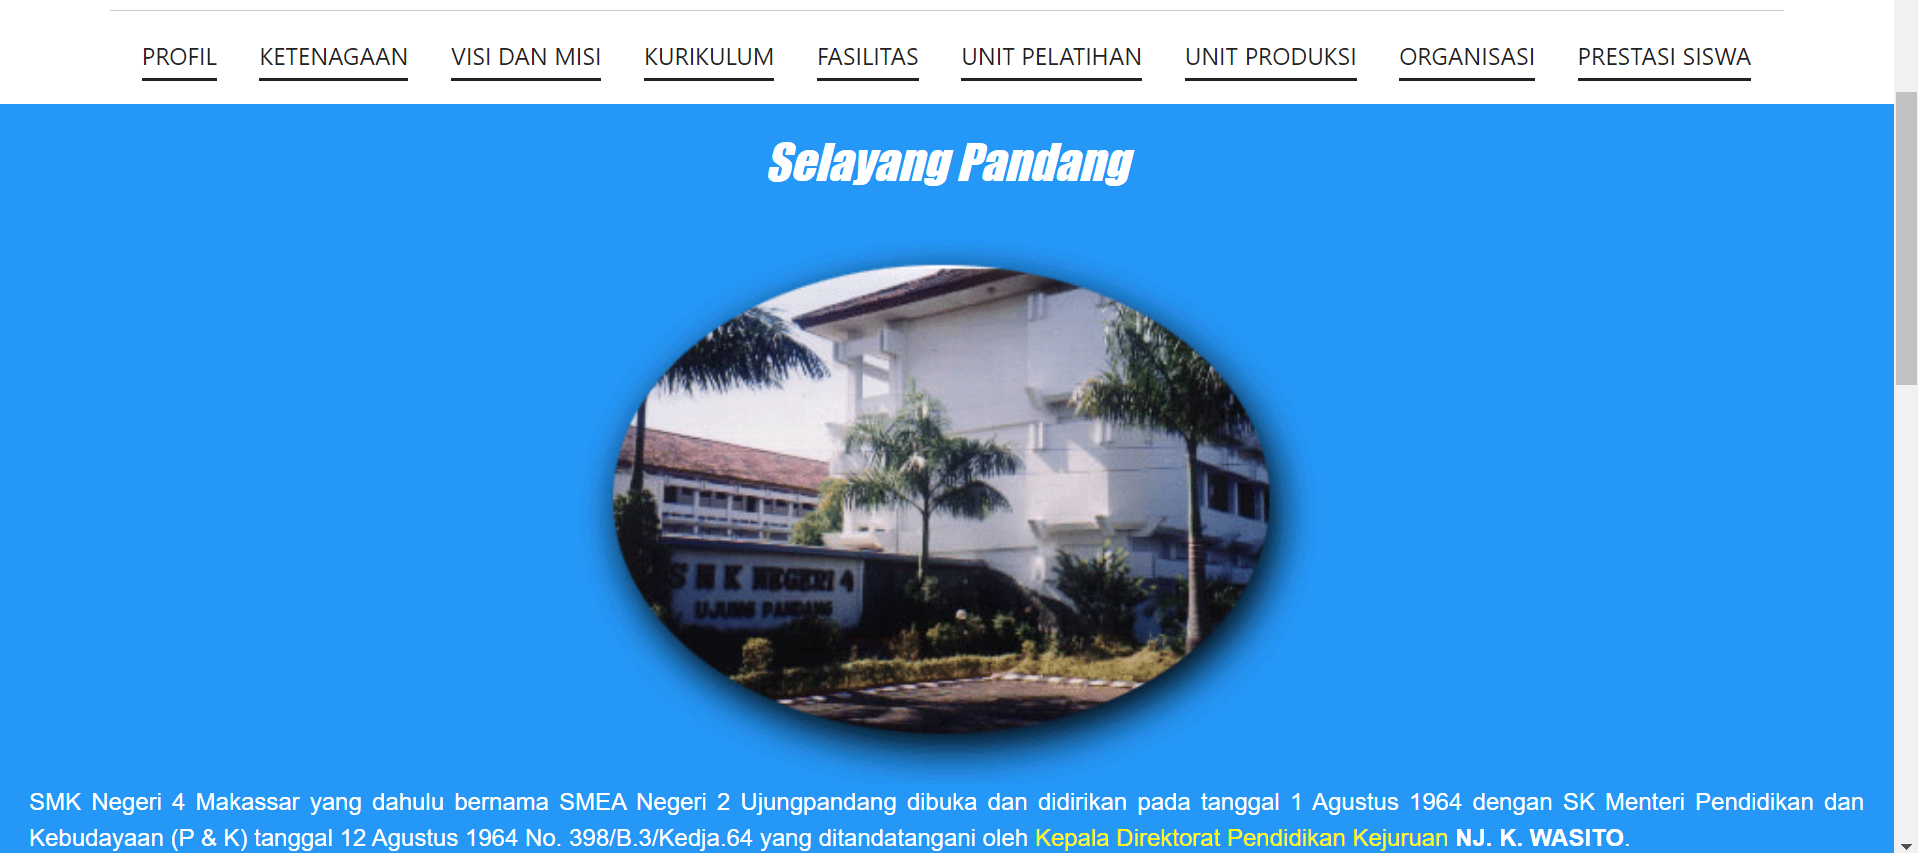 PROFIL KETENAGAAN VISI DAN MISI KURIKULUM FASILITAS UNIT PELATIHAN UNIT PRODUKSI ORGANISASI PRESTASI SISWA
Selayang Pandang
SMK NEGERI 4
UJUNG PANDANG
SMK Negeri 4 Makassar yang dahulu bernama SMEA Negeri 2 Ujungpandang dibuka dan didirikan pada tanggal 1 Agustus 1964 dengan SK Menteri Pendidikan dan
Kebudayaan (P & K) tanggal 12 Agustus 1964 No. 398/B.3/Kedja.64 yang ditandatangani oleh Kepala Direktorat Pendidikan Kejuruan NJ. K. WASITO.